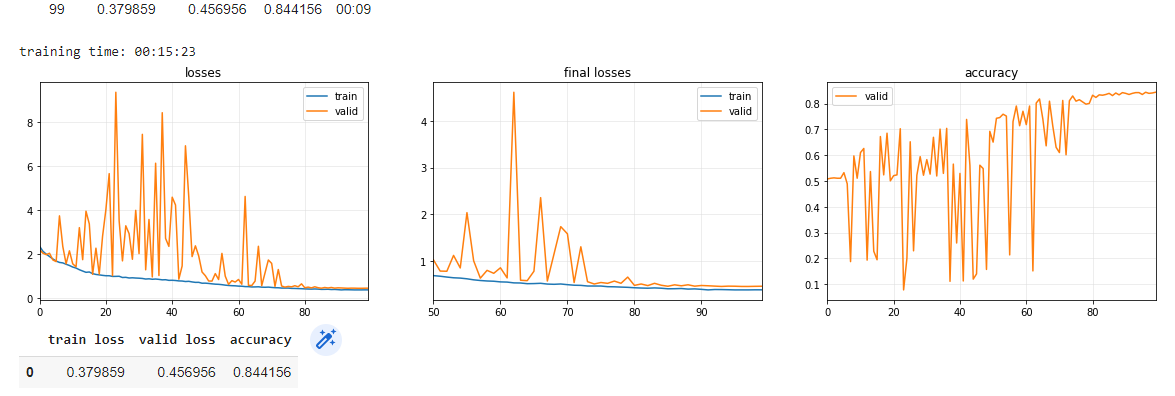 99 0.379859 0.456956 0.844156 00:09
training time: 00:15:23
losses
train
valid
8
6
4
2
0
0 20 40 60 80
final losses
train
valid
4
3
2
1
50 60 70 80 90
accuracy
valid
0.8
0.7
0.6
0.5
0.4
0.3
0.2
0.1
0 20 40 60 80
train loss valid loss accuracy
0 0.379859 0.456956 0.844156